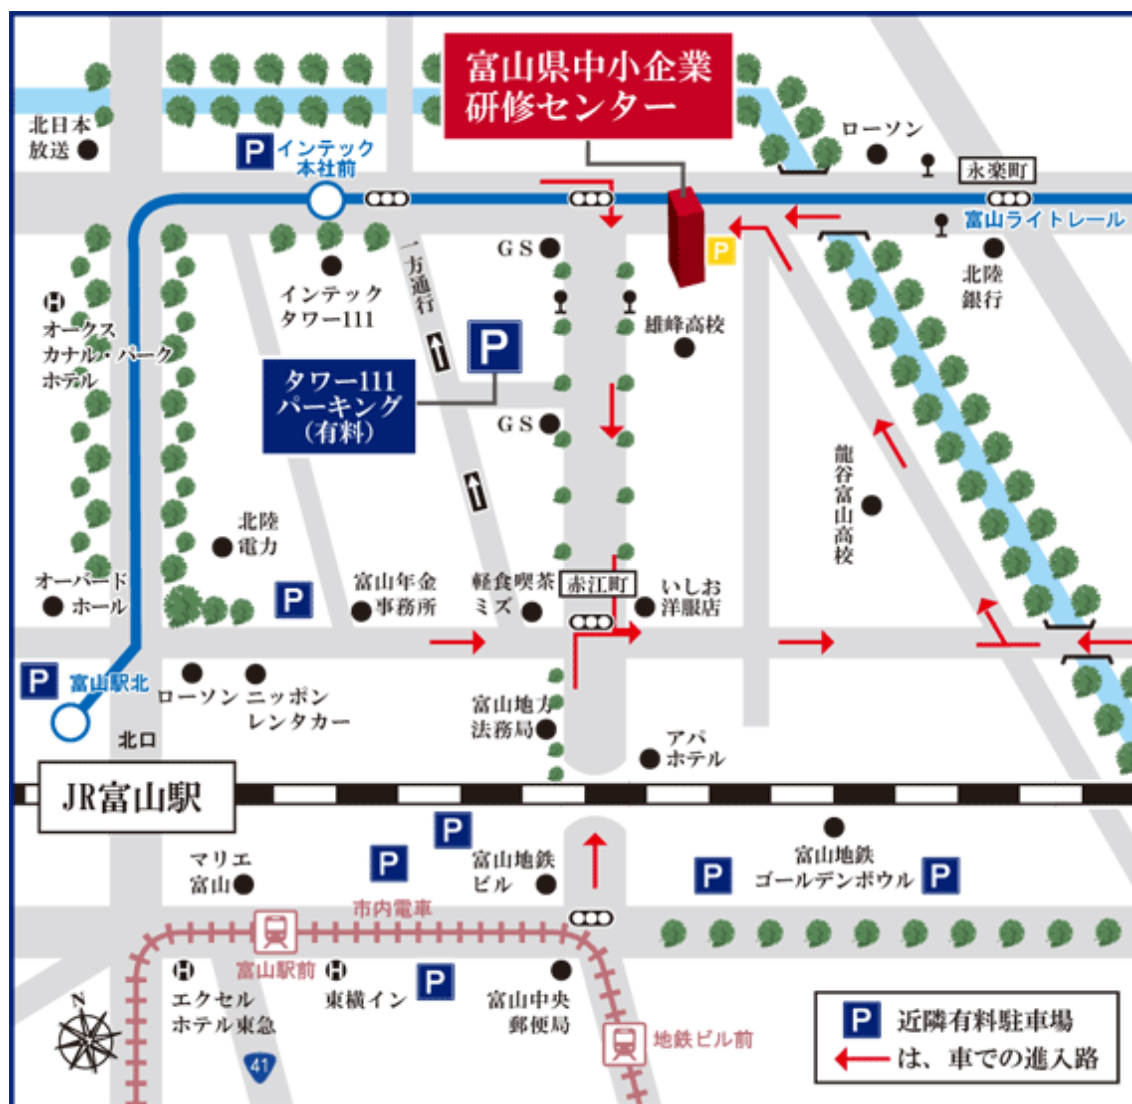 富山県中小企業
研修センター
北日本
放送
P
インテック
本社前
ローソン
永楽町
富山ライトレール
GS
P
北陸
銀行
一方通行
インテック
タワー111
H
オークス
カナル・パーク
ホテル
雄峰高校
P
タワー111
パーキング
(有料)
GS
龍谷富山高校
北陸
電力
オーバード
ホール
P
富山年金
事務所
軽食喫茶
ミズ
赤江町
いしお
洋服店
P
富山駅北
ローソン
ニッポン
レンタカー
富山地方
法務局
北口
アパ
ホテル
JR富山駅
P
マリエ
富山
P
富山地鉄
ビル
P
富山地鉄
ゴールデンボウル
P
市内電車
富山駅前
H
エクセル
ホテル東急
H
東横イン
P
富山中央
郵便局
N
41
地鉄ビル前
P 近隣有料駐車場
は、車での進入路